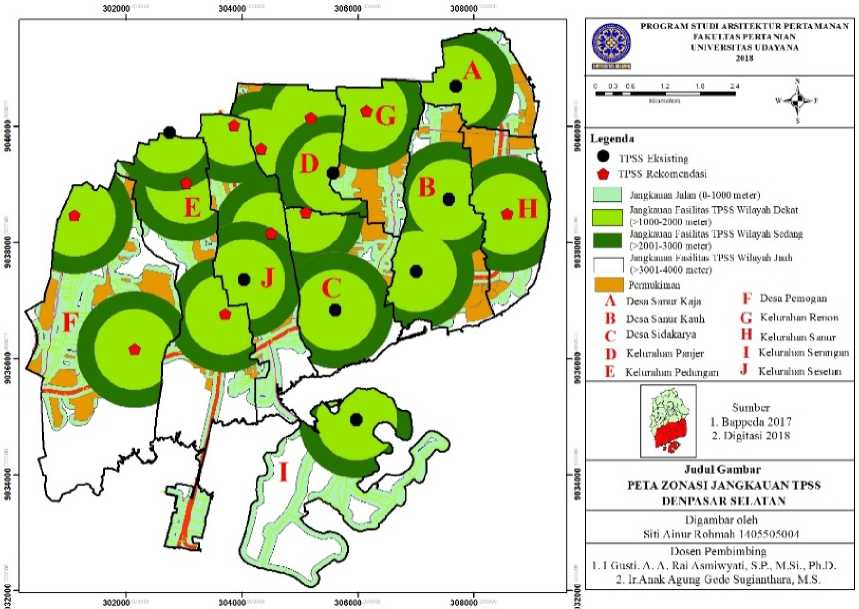 302000 304000 306000 308000
PROGRAM STUDI ARSITEKTUR PERTAMANAN
FAKULTAS PERTANIAN
UNIVERSITAS UDAYANA
2018
0 0.3 0.6 1.2 1.8 2.4
Kilometers
N
W
S
Legenda
TPSS Eksisting
TPSS Rekomendasi
Jangkauan Jalan (0-1000 meter)
Jangkauan Fasilitas TPSS Wilayah Dekat
(>1000-2000 meter)
Jangkauan Fasilitas TPSS Wilayah Sedang
(>2001-3000 meter)
Jangkauan Fasilitas TPSS Wilayah Jauh
(>3001-4000 meter)
Permukiman
A Desa Sanur Kaja
B Desa Sanur Kauh
C Desa Sidakarya
D Kelurahan Panjer
E Kelurahan Pedungan
F Desa Pemogan
G Kelurahan Renon
H Kelurahan Sanur
I Kelurahan Serangan
J Kelurahan Sesetan
Sumber
1. Bappeda 2017
2. Digitasi 2018
Judul Gambar
PETA ZONASI JANGKAUAN TPSS
DENPASAR SELATAN
Digambar oleh
Siti Ainur Rohmah 1405505004
Dosen Pembimbing
1. I Gusti. A. A. Rai Asmiwyati, S.P., M.Si., Ph.D.
2. Ir.Anak Agung Gede Sugianthara, M.S.
A
G
D
B
E
H
J
C
F
I
9040000
9038000
9036000
9034000
9040000
9038000
9036000
9034000
302000 304000 306000 308000